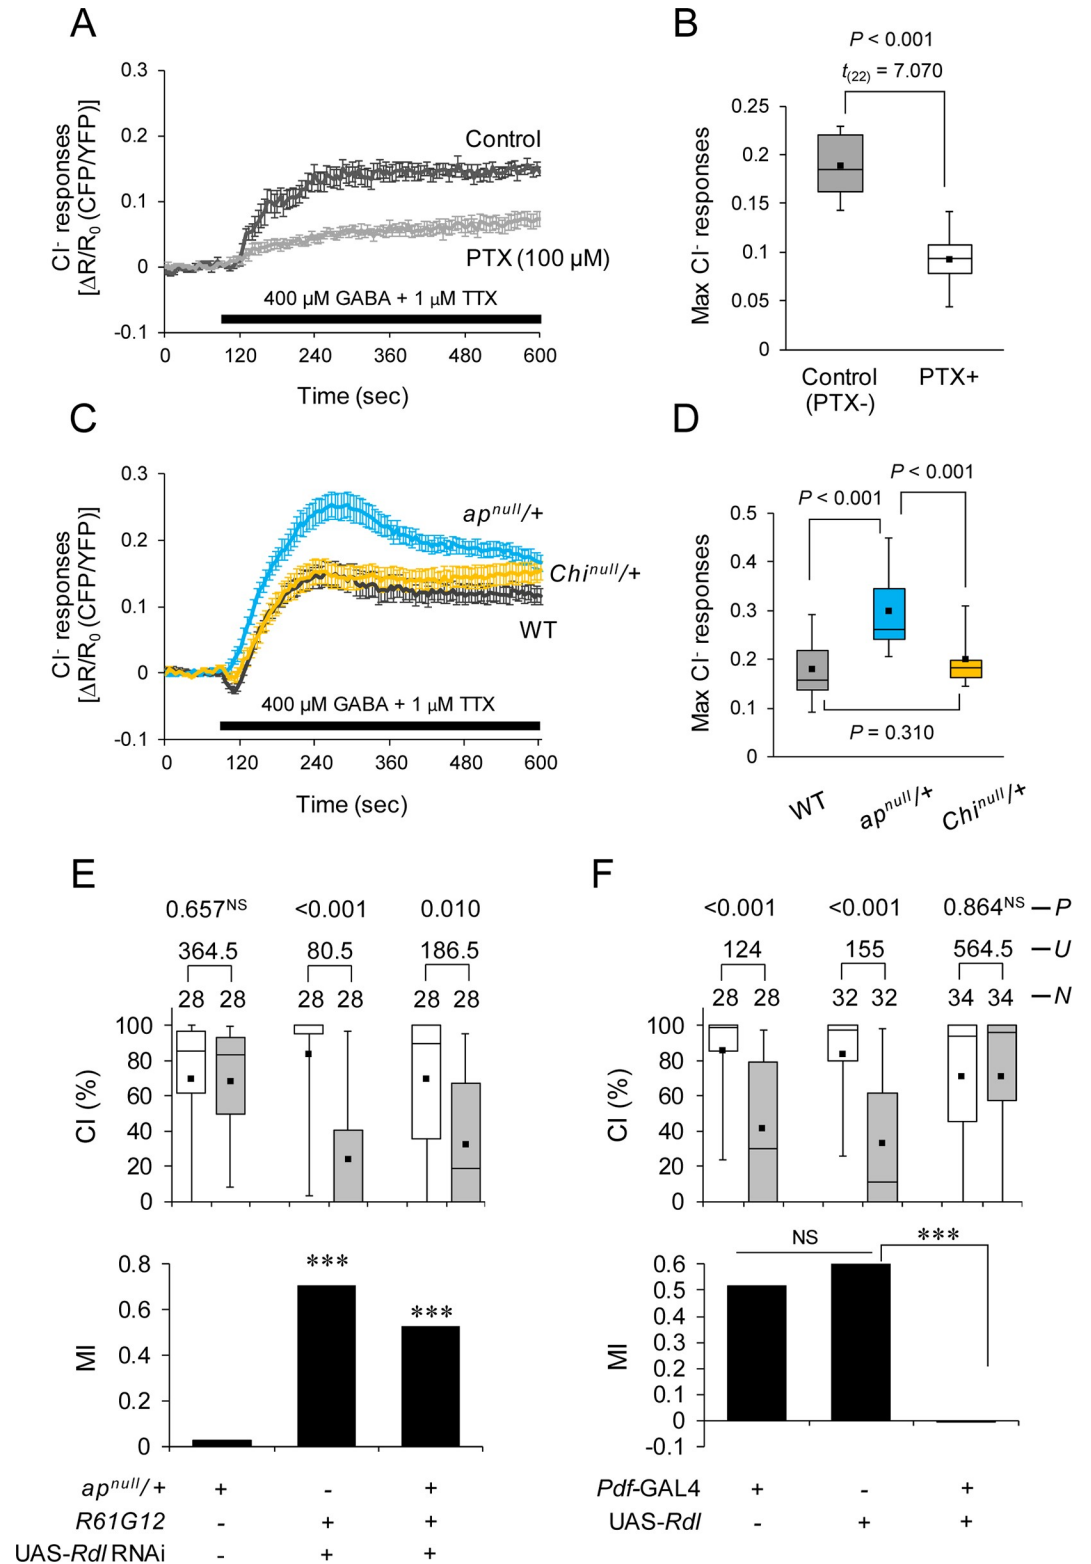 A
0.3
0.2
0.1
0
-0.1
Cl- responses
[ΔR/R0 (CFP/YFP)]
Control
PTX (100 µM)
400 µM GABA + 1 µM TTX
0 120 240 360 480 600
Time (sec)
B
P < 0.001
t(22) = 7.070
0.25
0.2
0.15
0.1
0.05
0
Max Cl- responses
Control
(PTX-)
PTX+
C
0.3
0.2
0.1
0
-0.1
Cl- responses
[ΔR/R0 (CFP/YFP)]
apnull/+
Chinull/+
WT
400 µM GABA + 1 µM TTX
0 120 240 360 480 600
Time (sec)
D
P < 0.001
P < 0.001
0.5
0.4
0.3
0.2
0.1
0
Max Cl- responses
P = 0.310
WT apnull/+ Chinull/+
E
0.657NS <0.001 0.010
364.5 80.5 186.5
28 28 28 28 28 28
100
80
60
40
20
0
CI (%)
0.8
0.6
0.4
0.2
0
MI
*** ***
apnull/+ + - +
R61G12 - + +
UAS-Rdl RNAi - + +
F
<0.001 <0.001 0.864NS —P
124 155 564.5 —U
28 28 32 32 34 34 —N
100
80
60
40
20
0
CI (%)
NS ***
0.6
0.5
0.4
0.3
0.2
0.1
0
-0.1
MI
Pdf-GAL4 + - +
UAS-Rdl - + +